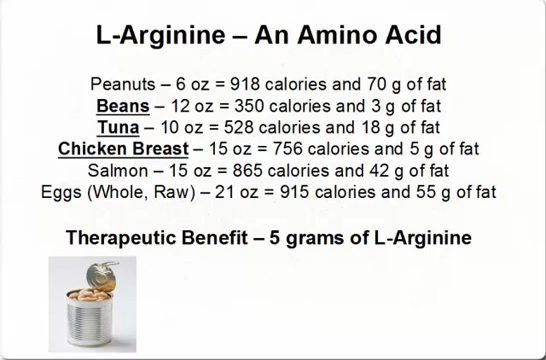 L-Arginine – An Amino Acid
Peanuts – 6 oz = 918 calories and 70 g of fat
Beans – 12 oz = 350 calories and 3 g of fat
Tuna – 10 oz = 528 calories and 18 g of fat
Chicken Breast – 15 oz = 756 calories and 5 g of fat
Salmon – 15 oz = 865 calories and 42 g of fat
Eggs (Whole, Raw) – 21 oz = 915 calories and 55 g of fat
Therapeutic Benefit – 5 grams of L-Arginine